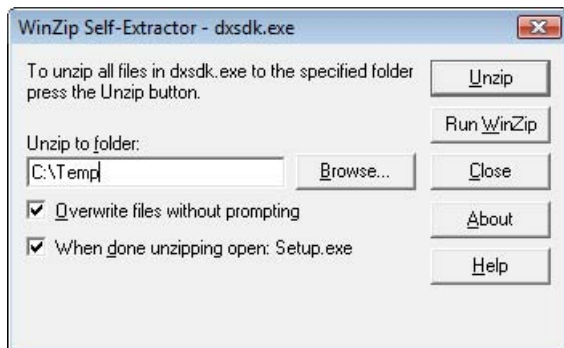 WinZip Self-Extractor - dxsdk.exe
To unzip all files in dxsdk.exe to the specified folder
press the Unzip button.
Unzip to folder:
C:\Temp
Browse...
Overwrite files without prompting
When done unzipping open: Setup.exe
Unzip
Run WinZip
Close
About
Help